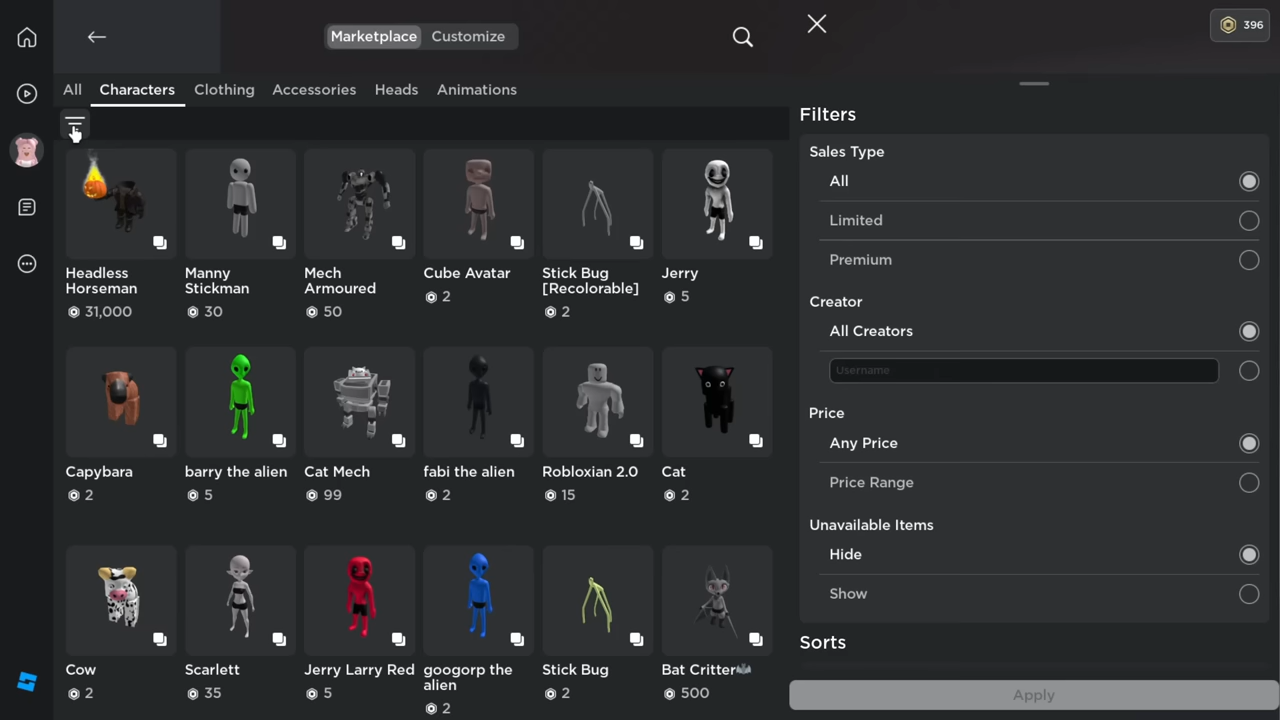 Marketplace Customize
396
All Characters Clothing Accessories Heads Animations
Headless Horseman
31,000
Manny Stickman
30
Mech Armoured
50
Cube Avatar
2
Stick Bug [Recolorable]
2
Jerry
5
Capybara
2
barry the alien
5
Cat Mech
99
fabi the alien
2
Robloxian 2.0
15
Cat
2
Cow
2
Scarlett
35
Jerry Larry Red
5
googorp the alien
2
Stick Bug
2
Bat Critter🦇
500
Filters
Sales Type
All
Limited
Premium
Creator
All Creators
Username
Price
Any Price
Price Range
Unavailable Items
Hide
Show
Sorts
Apply